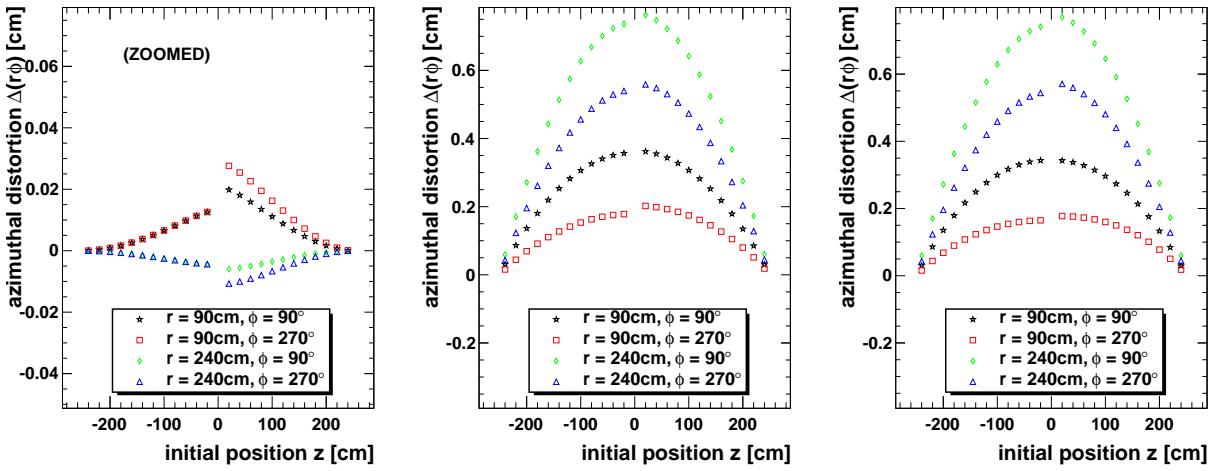 azimuthal distortion Δ(rϕ) [cm]
0.06
0.04
0.02
0
-0.02
-0.04
(ZOOMED)
r = 90cm, ϕ = 90°
r = 90cm, ϕ = 270°
r = 240cm, ϕ = 90°
r = 240cm, ϕ = 270°
-200 -100 0 100 200
initial position z [cm]
azimuthal distortion Δ(rϕ) [cm]
0.6
0.4
0.2
0
-0.2
r = 90cm, ϕ = 90°
r = 90cm, ϕ = 270°
r = 240cm, ϕ = 90°
r = 240cm, ϕ = 270°
-200 -100 0 100 200
initial position z [cm]
azimuthal distortion Δ(rϕ) [cm]
0.6
0.4
0.2
0
-0.2
r = 90cm, ϕ = 90°
r = 90cm, ϕ = 270°
r = 240cm, ϕ = 90°
r = 240cm, ϕ = 270°
-200 -100 0 100 200
initial position z [cm]